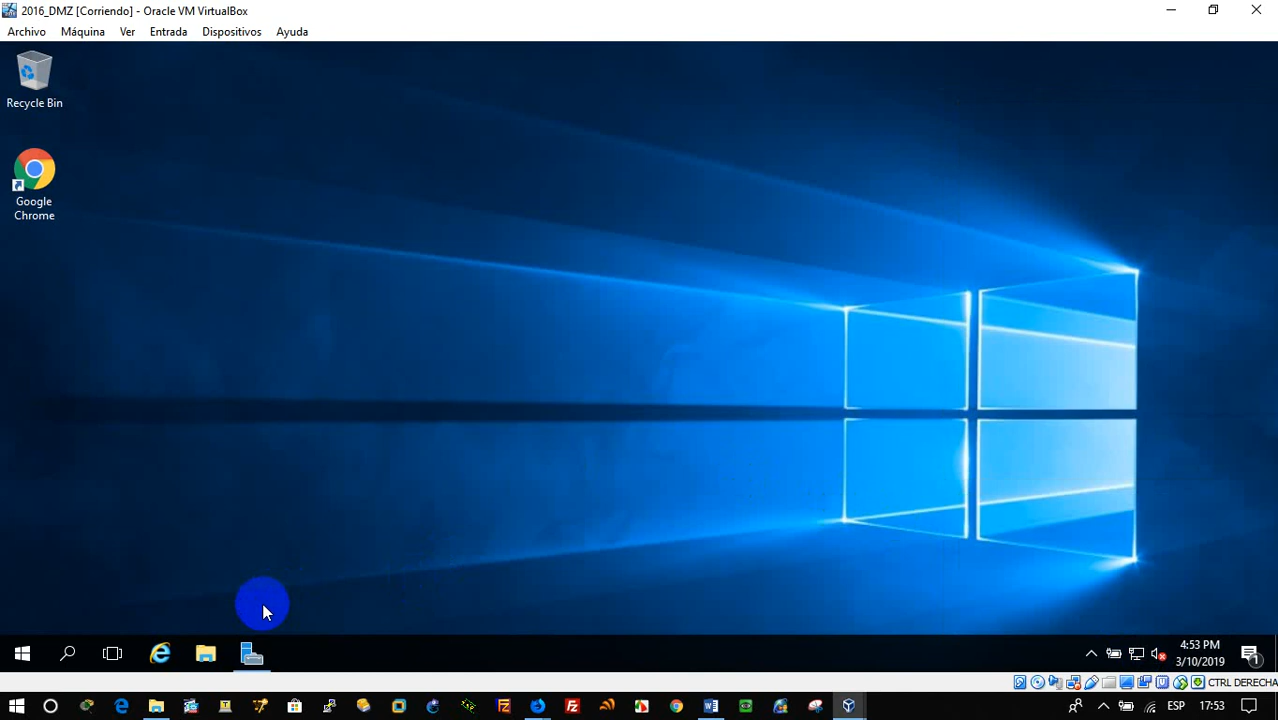 2016_DMZ [Corriendo] - Oracle VM VirtualBox
Archivo Máquina Ver Entrada Dispositivos Ayuda
Recycle Bin
Google
Chrome
4:53 PM
3/10/2019
1
CTRL DERECHA
ESP 17:53